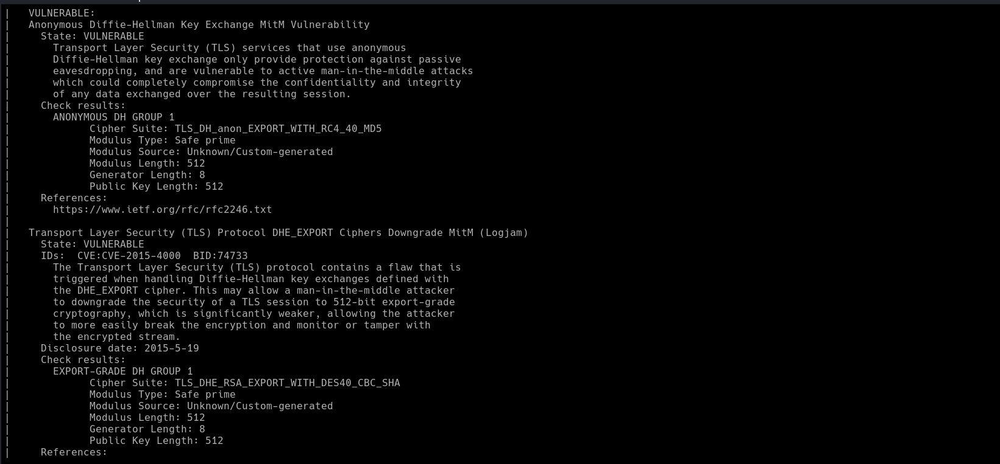 |   VULNERABLE:
|   Anonymous Diffie-Hellman Key Exchange MitM Vulnerability
|     State: VULNERABLE
|       Transport Layer Security (TLS) services that use anonymous
|       Diffie-Hellman key exchange only provide protection against passive
|       eavesdropping, and are vulnerable to active man-in-the-middle attacks
|       which could completely compromise the confidentiality and integrity
|       of any data exchanged over the resulting session.
|     Check results:
|       ANONYMOUS DH GROUP 1
|             Cipher Suite: TLS_DH_anon_EXPORT_WITH_RC4_40_MD5
|             Modulus Type: Safe prime
|             Modulus Source: Unknown/Custom-generated
|             Modulus Length: 512
|             Generator Length: 8
|             Public Key Length: 512
|     References:
|       https://www.ietf.org/rfc/rfc2246.txt
|
|   Transport Layer Security (TLS) Protocol DHE_EXPORT Ciphers Downgrade MitM (Logjam)
|     State: VULNERABLE
|     IDs:  CVE:CVE-2015-4000  BID:74733
|       The Transport Layer Security (TLS) protocol contains a flaw that is
|       triggered when handling Diffie-Hellman key exchanges defined with
|       the DHE_EXPORT cipher. This may allow a man-in-the-middle attacker
|       to downgrade the security of a TLS session to 512-bit export-grade
|       cryptography, which is significantly weaker, allowing the attacker
|       to more easily break the encryption and monitor or tamper with
|       the encrypted stream.
|     Disclosure date: 2015-5-19
|     Check results:
|       EXPORT-GRADE DH GROUP 1
|             Cipher Suite: TLS_DHE_RSA_EXPORT_WITH_DES40_CBC_SHA
|             Modulus Type: Safe prime
|             Modulus Source: Unknown/Custom-generated
|             Modulus Length: 512
|             Generator Length: 8
|             Public Key Length: 512
|     References: